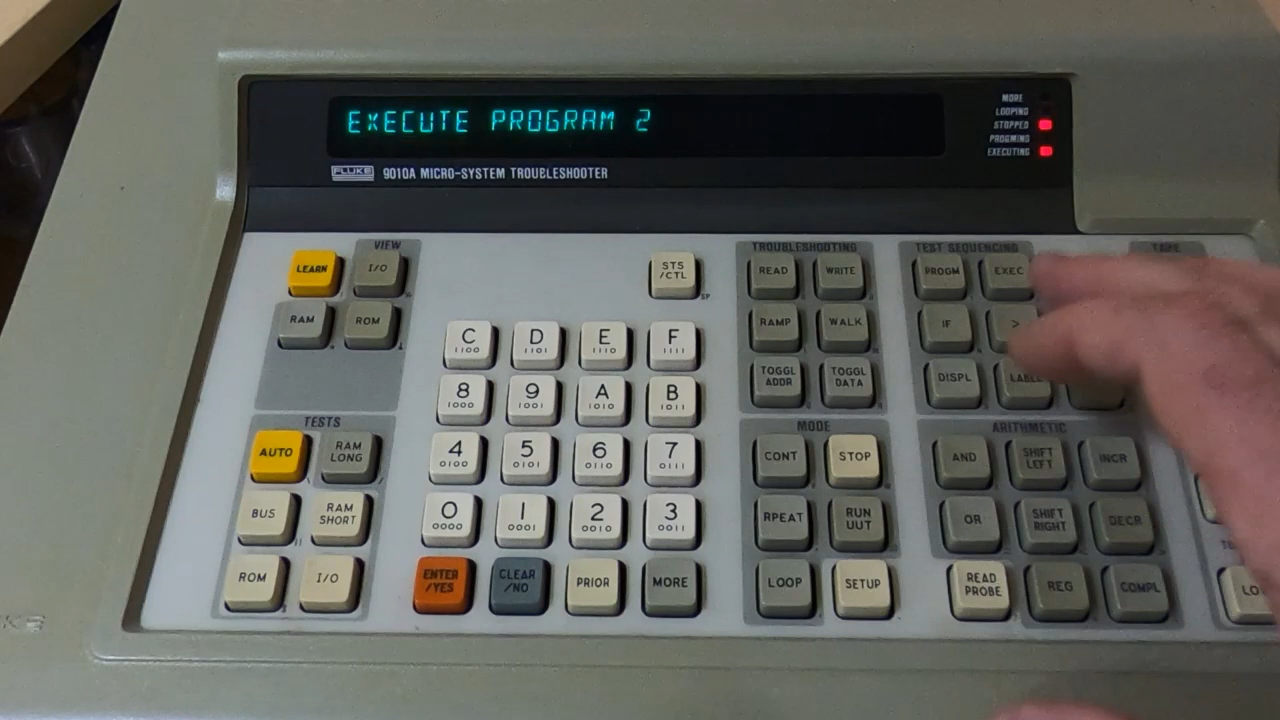 EXECUTE PROGRAM 2
MORE
LOOPING
STOPPED
PROGMING
EXECUTING
FLUKE 9010A MICRO-SYSTEM TROUBLESHOOTER
VIEW
LEARN I/O
RAM ROM
TESTS
AUTO RAM LONG
BUS RAM SHORT
ROM I/O
STS /CTL SP
C 1100 D 1101 E 1110 F 1111
8 1000 9 1001 A 1010 B 1011
4 0100 5 0101 6 0110 7 0111
0 0000 1 0001 2 0010 3 0011
ENTER /YES CLEAR /NO PRIOR MORE
TROUBLESHOOTING
READ WRITE
RAMP WALK
TOGGL ADDR TOGGL DATA
MODE
CONT STOP
RPEAT RUN UUT
LOOP SETUP
TEST SEQUENCING
PROGM EXEC
IF >
DISPL LABEL
ARITHMETIC
AND SHIFT LEFT INCR
OR SHIFT RIGHT DECR
READ PROBE REG COMPL
TAPE
LO